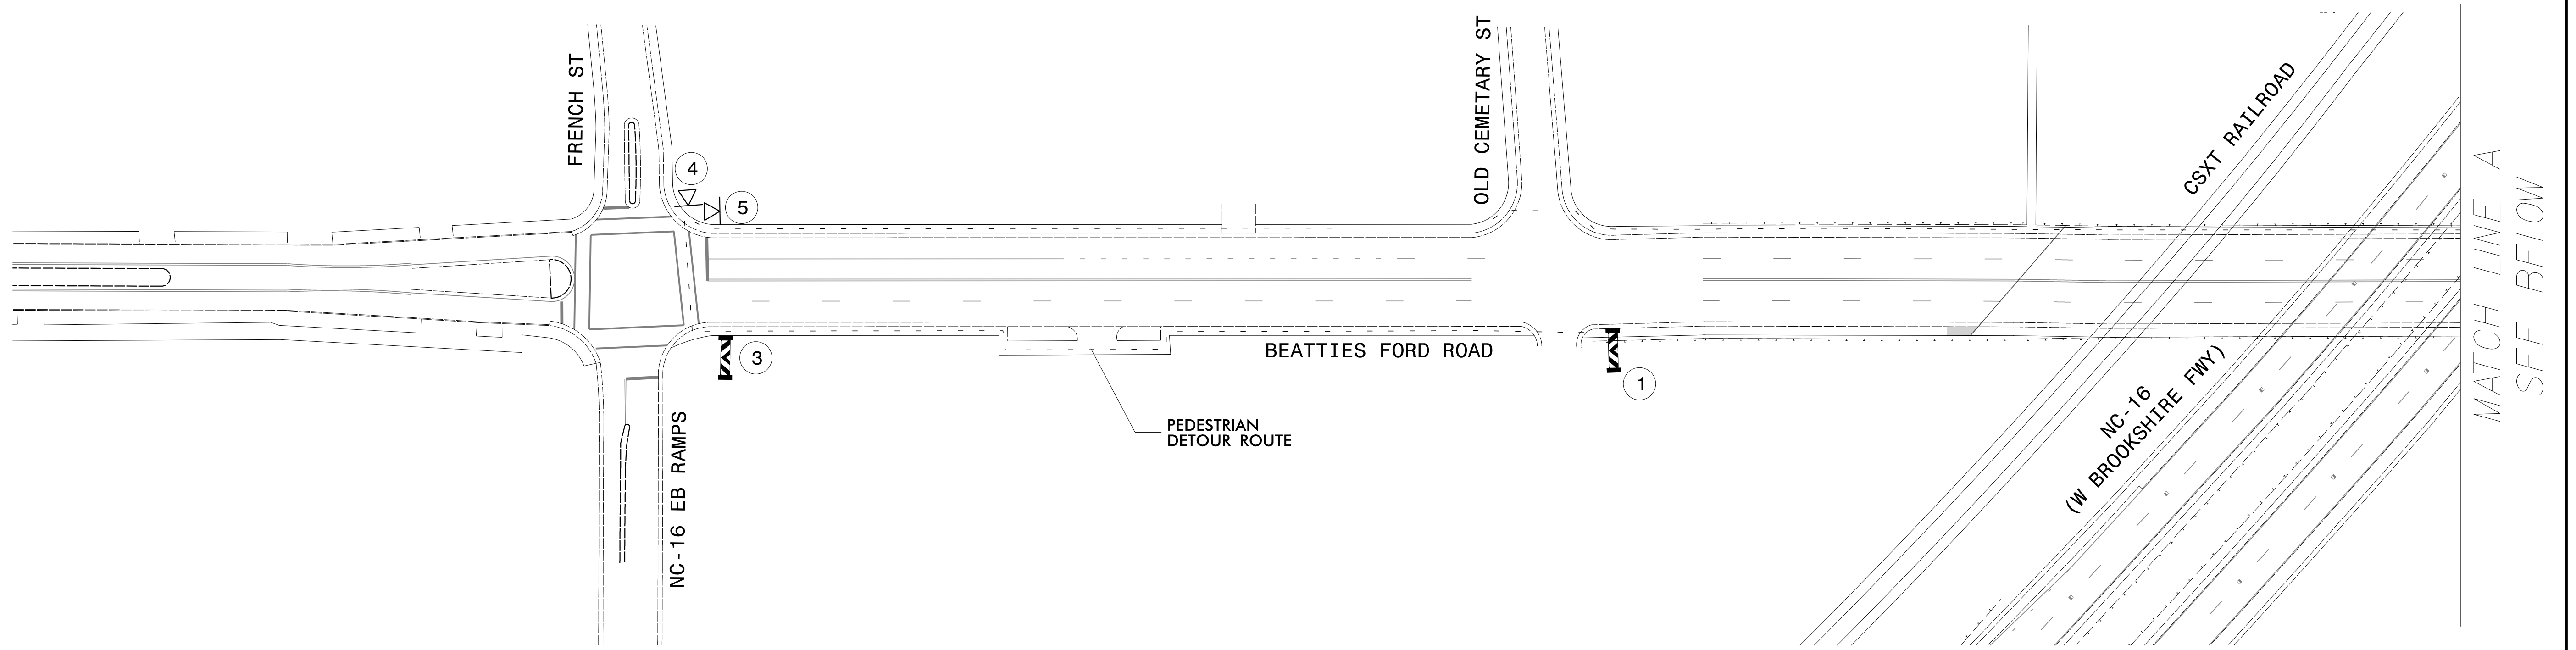 FRENCH ST
OLD CEMETARY ST
CSXT RAILROAD
MATCH LINE A
SEE BELOW
4
5
3
BEATTIES FORD ROAD
1
NC-16
(W BROOKSHIRE FWY)
PEDESTRIAN
DETOUR ROUTE
NC-16 EB RAMPS